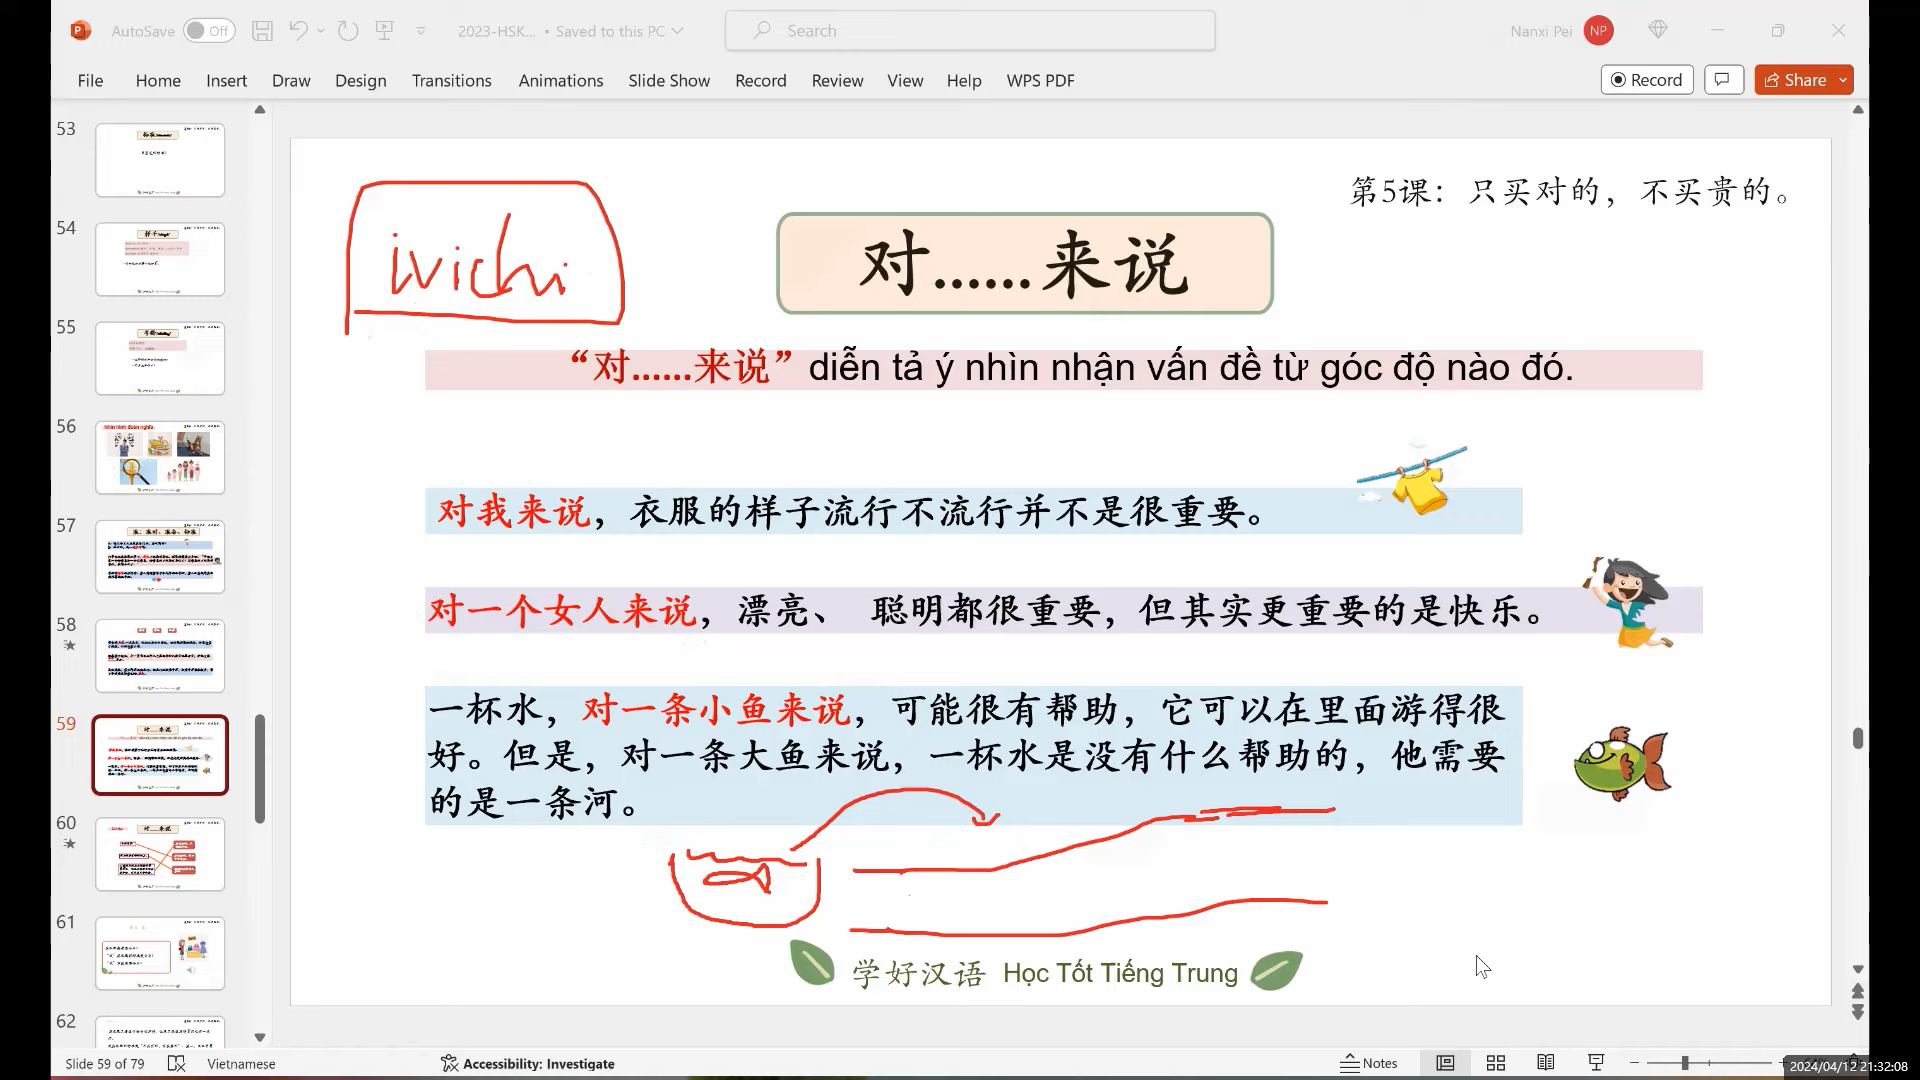 AutoSave Off 2023-HSK... • Saved to this PC Search Nanxi Pei NP
File Home Insert Draw Design Transitions Animations Slide Show Record Review View Help WPS PDF Record Share
53
54
55
56
57
58
59
60
61
62
第5课：只买对的，不买贵的。
ivichi
对……来说
“对……来说” diễn tả ý nhìn nhận vấn đề từ góc độ nào đó.
对我来说，衣服的样子流行不流行并不是很重要。
对一个女人来说，漂亮、 聪明都很重要，但其实更重要的是快乐。
一杯水，对一条小鱼来说，可能很有帮助，它可以在里面游得很
好。但是，对一条大鱼来说，一杯水是没有什么帮助的，他需要
的是一条河。
学好汉语 Học Tốt Tiếng Trung
Slide 59 of 79 Vietnamese Accessibility: Investigate Notes
2024/04/12 21:32:08